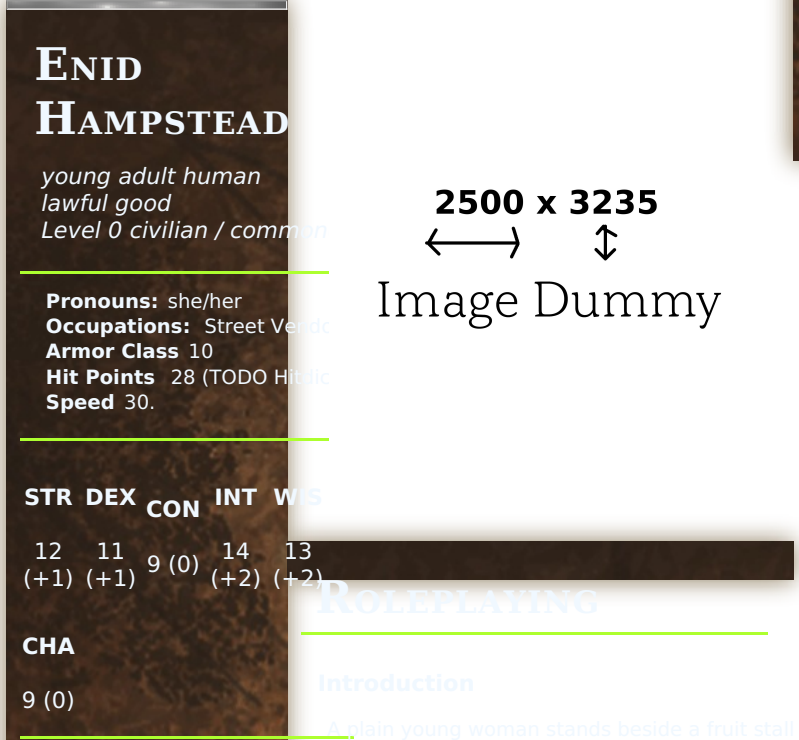 Enid
Hampstead
young adult human
lawful good
Level 0 civilian / common
Pronouns: she/her
Occupations: Street Vendo
Armor Class 10
Hit Points 28 (TODO Hitdic
Speed 30.
STR DEX CON INT WIS
12 11 9 (0) 14 13
(+1) (+1) (+2) (+2)
CHA
9 (0)
2500 x 3235
Image Dummy
Roleplaying
Introduction
A plain young woman stands beside a fruit stall